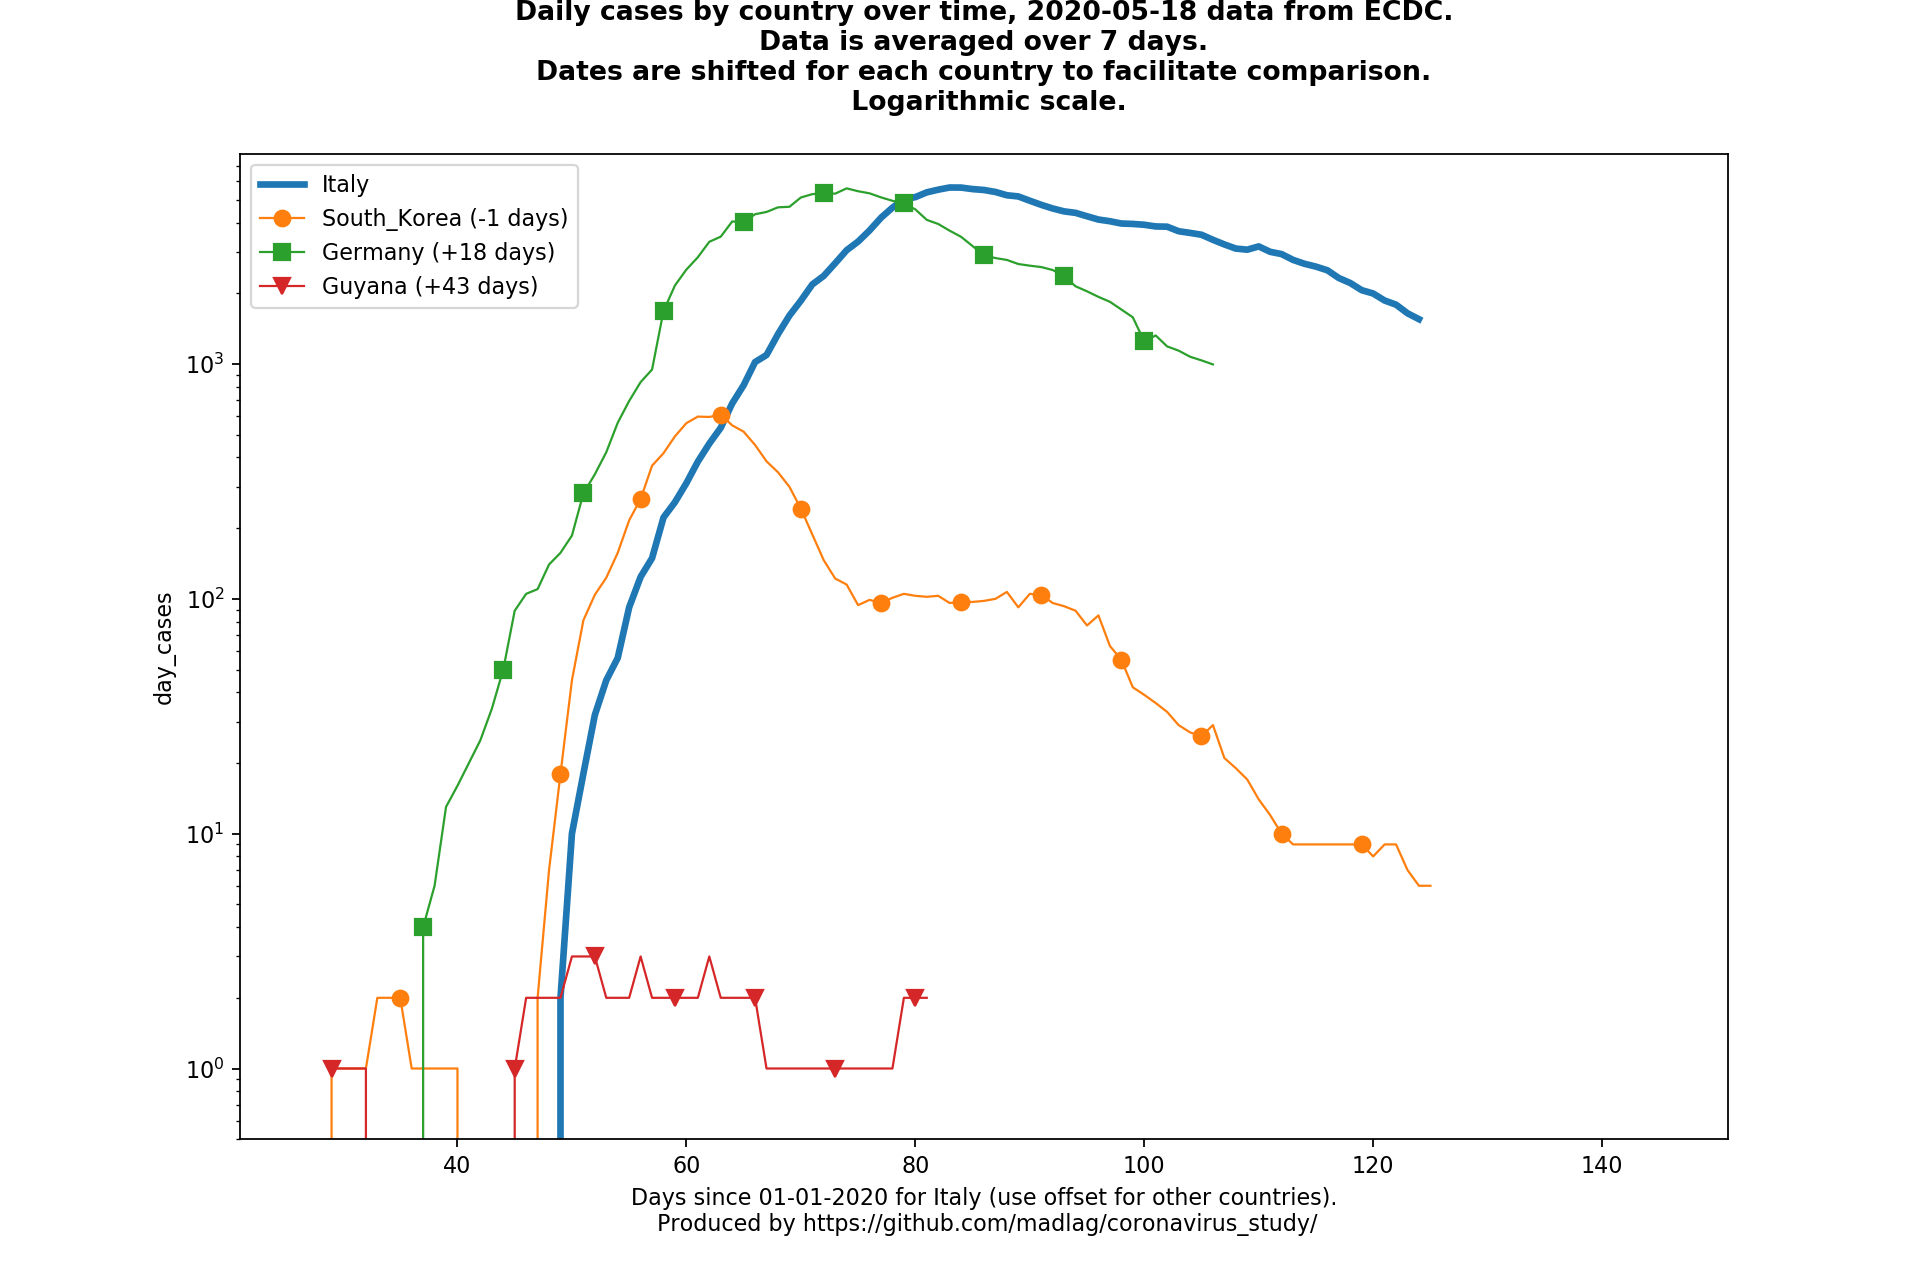 Daily cases by country over time, 2020-05-18 data from ECDC.
Data is averaged over 7 days.
Dates are shifted for each country to facilitate comparison.
Logarithmic scale.
Italy
South_Korea (-1 days)
Germany (+18 days)
Guyana (+43 days)
day_cases
10³
10²
10¹
10⁰
40 60 80 100 120 140
Days since 01-01-2020 for Italy (use offset for other countries).
Produced by https://github.com/madlag/coronavirus_study/